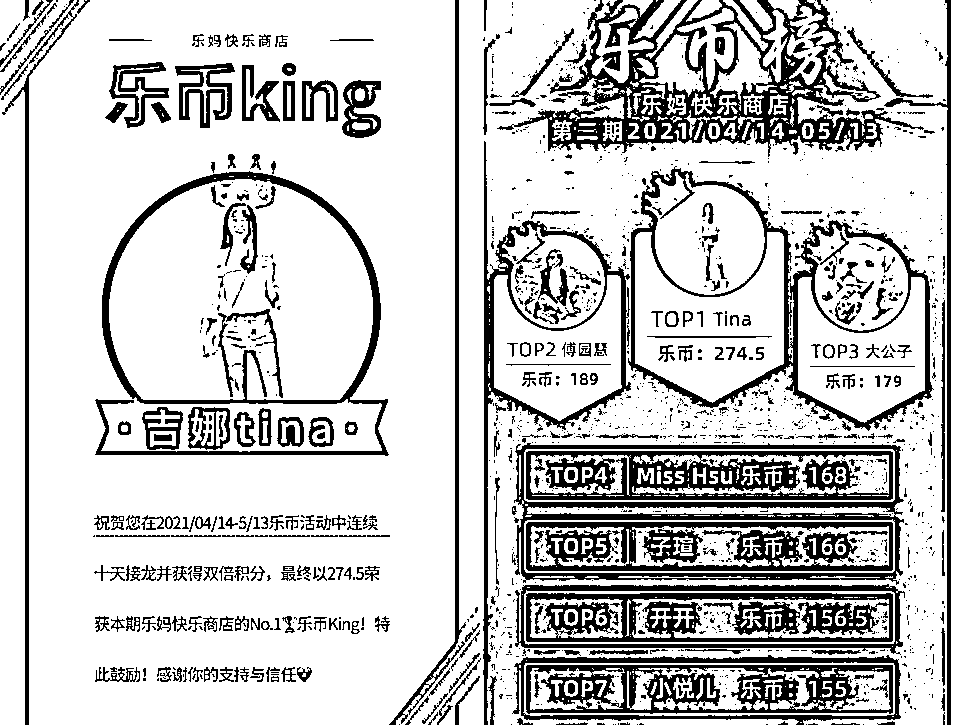 乐妈快乐商店
乐币king
吉娜tina
祝贺您在2021/04/14-5/13乐币活动中连续
十天接龙并获得双倍积分，最终以274.5荣
获本期乐妈快乐商店的No.1🏆乐币King！特
此鼓励！感谢你的支持与信任💖
乐币榜
乐妈快乐商店
第二期2021/04/14-05/13
TOP1 Tina
乐币：274.5
TOP2 傅园慧
乐币：189
TOP3 大公子
乐币：179
TOP4 Miss Hsu 乐币：168
TOP5 子瑄 乐币：166
TOP6 开开 乐币：156.5
TOP7 小悦儿 乐币：155